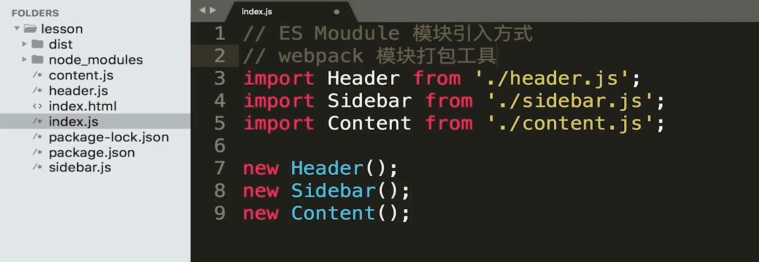 FOLDERS
lesson
dist
node_modules
content.js
header.js
index.html
index.js
package-lock.json
package.json
sidebar.js
index.js
1 // ES Moudule 模块引入方式
2 // webpack 模块打包工具
3 import Header from './header.js';
4 import Sidebar from './sidebar.js';
5 import Content from './content.js';
6
7 new Header();
8 new Sidebar();
9 new Content();